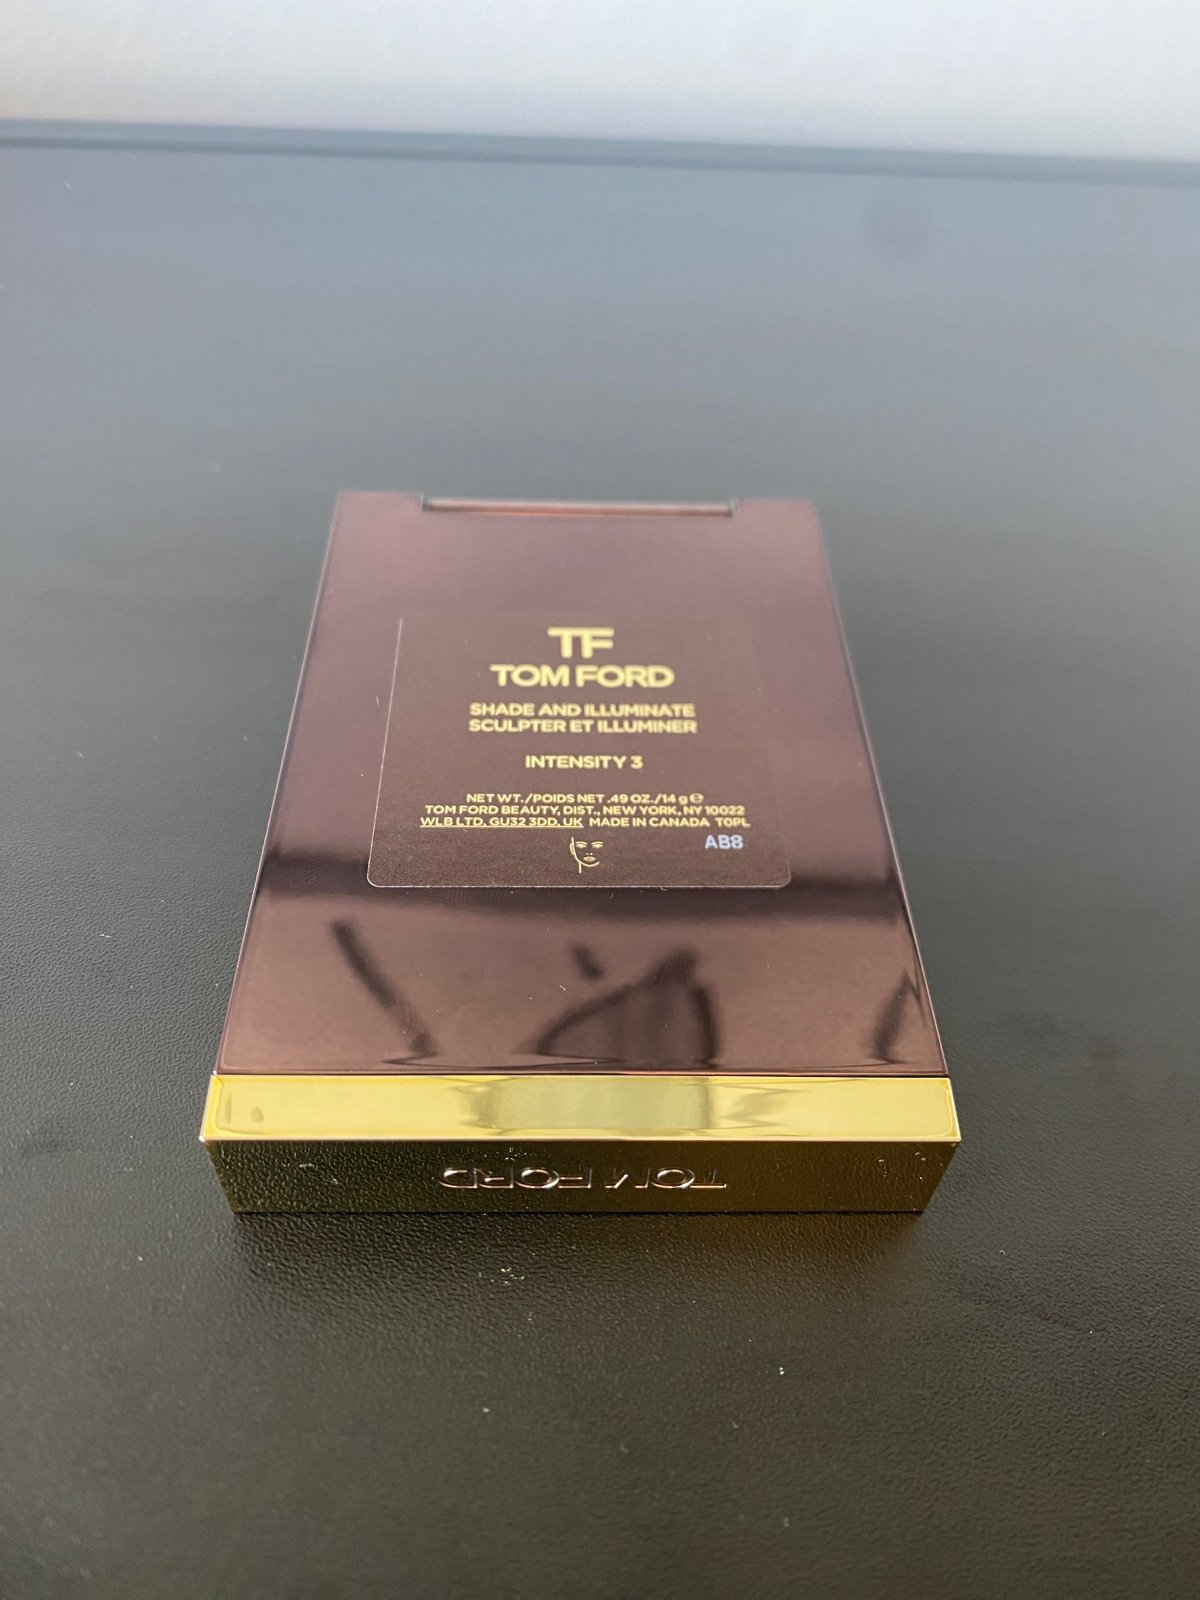 TF
TOM FORD
SHADE AND ILLUMINATE
SCULPTER ET ILLUMINER
INTENSITY 3
NET WT./POIDS NET .49 OZ./14 g ℮
TOM FORD BEAUTY, DIST., NEW YORK, NY 10022
WLB LTD. GU32 3DD. UK MADE IN CANADA TOPL
AB8
TOM FORD